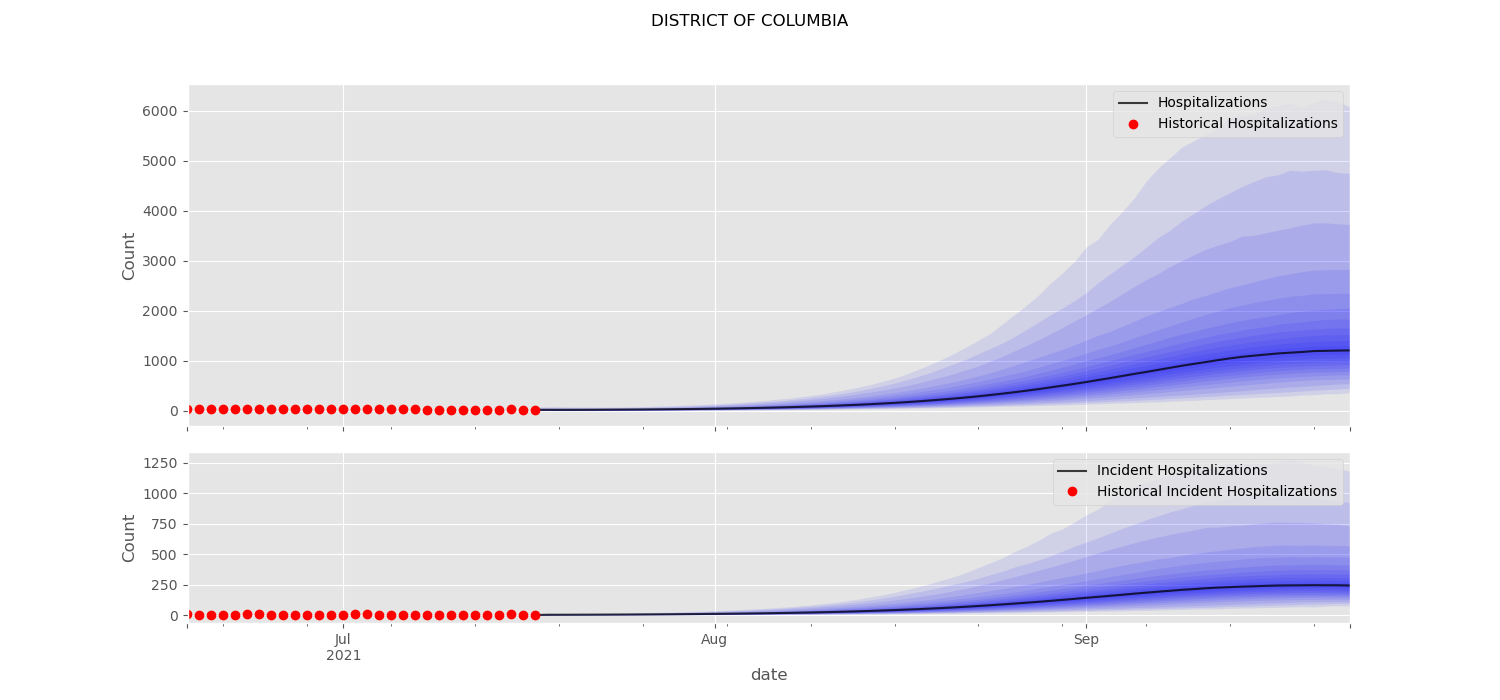 DISTRICT OF COLUMBIA
Hospitalizations
Historical Hospitalizations
6000
5000
4000
3000
2000
1000
0
Count
Incident Hospitalizations
Historical Incident Hospitalizations
1250
1000
750
500
250
0
Count
Jul Aug Sep
2021
date